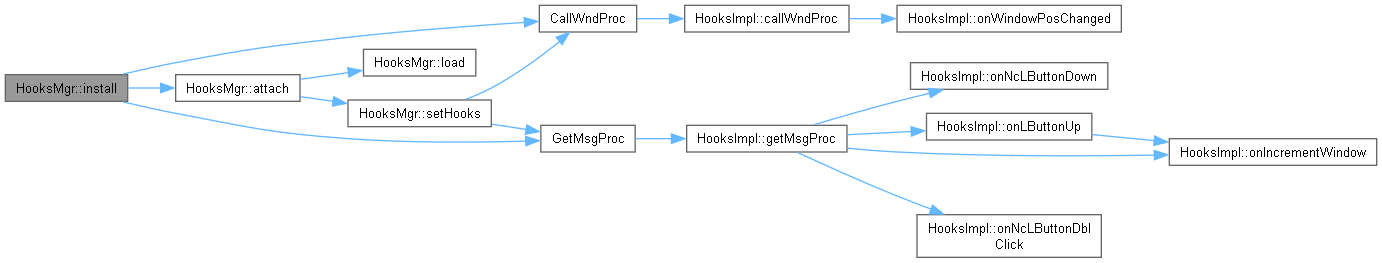 HooksMgr::install
HooksMgr::attach
HooksMgr::load
HooksMgr::setHooks
CallWndProc
GetMsgProc
HooksImpl::callWndProc
HooksImpl::getMsgProc
HooksImpl::onWindowPosChanged
HooksImpl::onNcLButtonDown
HooksImpl::onLButtonUp
HooksImpl::onNcLButtonDbl
Click
HooksImpl::onIncrementWindow